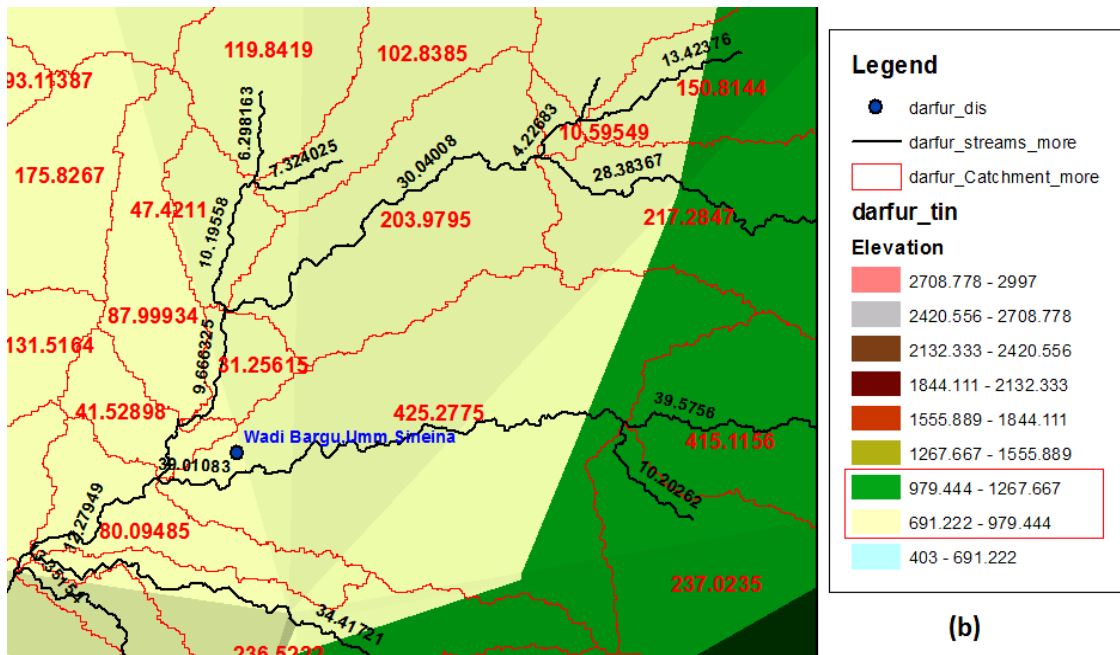 119.8419
102.8385
13.42376
93.11387
150.8144
6.298163
10.59549
4.22683
7.324025
30.04008
28.38367
175.8267
47.4211
203.9795
217.2847
10.19558
87.99934
131.5164
9.666325
31.25615
41.52898
425.2775
39.5756
Wadi Bargu Umm Sineina
415.1156
39.01083
10.20262
12.27949
80.09485
237.0235
34.41721
Legend
darfur_dis
darfur_streams_more
darfur_Catchment_more
darfur_tin
Elevation
2708.778 - 2997
2420.556 - 2708.778
2132.333 - 2420.556
1844.111 - 2132.333
1555.889 - 1844.111
1267.667 - 1555.889
979.444 - 1267.667
691.222 - 979.444
403 - 691.222
(b)